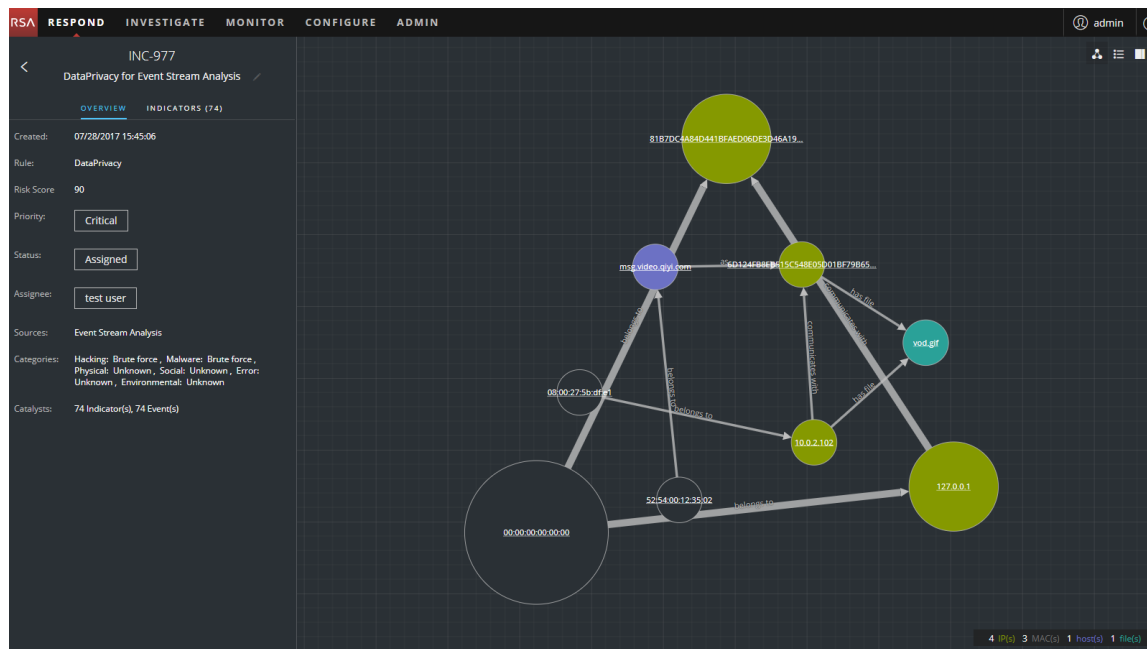 RSA RESPOND INVESTIGATE MONITOR CONFIGURE ADMIN admin
INC-977
DataPrivacy for Event Stream Analysis
OVERVIEW INDICATORS (74)
Created: 07/28/2017 15:45:06
Rule: DataPrivacy
Risk Score 90
Priority: Critical
Status: Assigned
Assignee: test user
Sources: Event Stream Analysis
Categories: Hacking: Brute force , Malware: Brute force ,
Physical: Unknown , Social: Unknown , Error:
Unknown , Environmental: Unknown
Catalysts: 74 Indicator(s), 74 Event(s)
81B7DC4A84D441BFAED06DE3D46A19...
msg.video.qiyi.com
as
has file
communicates with
belongs to
vod.gif
communicates with
belongs to
has file
08:00:27:5b:df:e1
belongs to
10.0.2.102
127.0.0.1
52:54:00:12:35:02
belongs to
00:00:00:00:00:00
4 IP(s) 3 MAC(s) 1 host(s) 1 file(s)